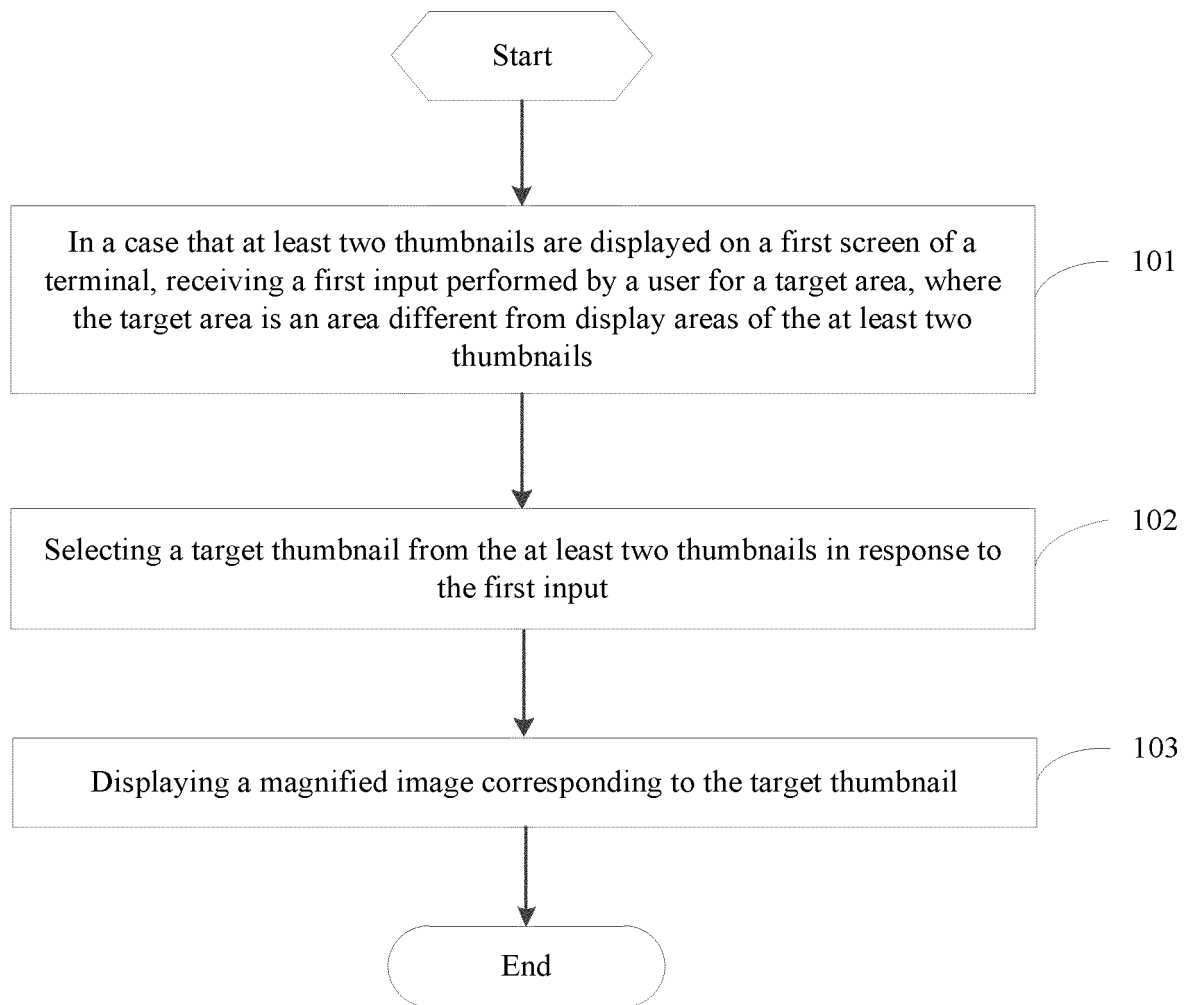 Start
In a case that at least two thumbnails are displayed on a first screen of a
terminal, receiving a first input performed by a user for a target area, where
the target area is an area different from display areas of the at least two
thumbnails
101
Selecting a target thumbnail from the at least two thumbnails in response to
the first input
102
Displaying a magnified image corresponding to the target thumbnail
103
End